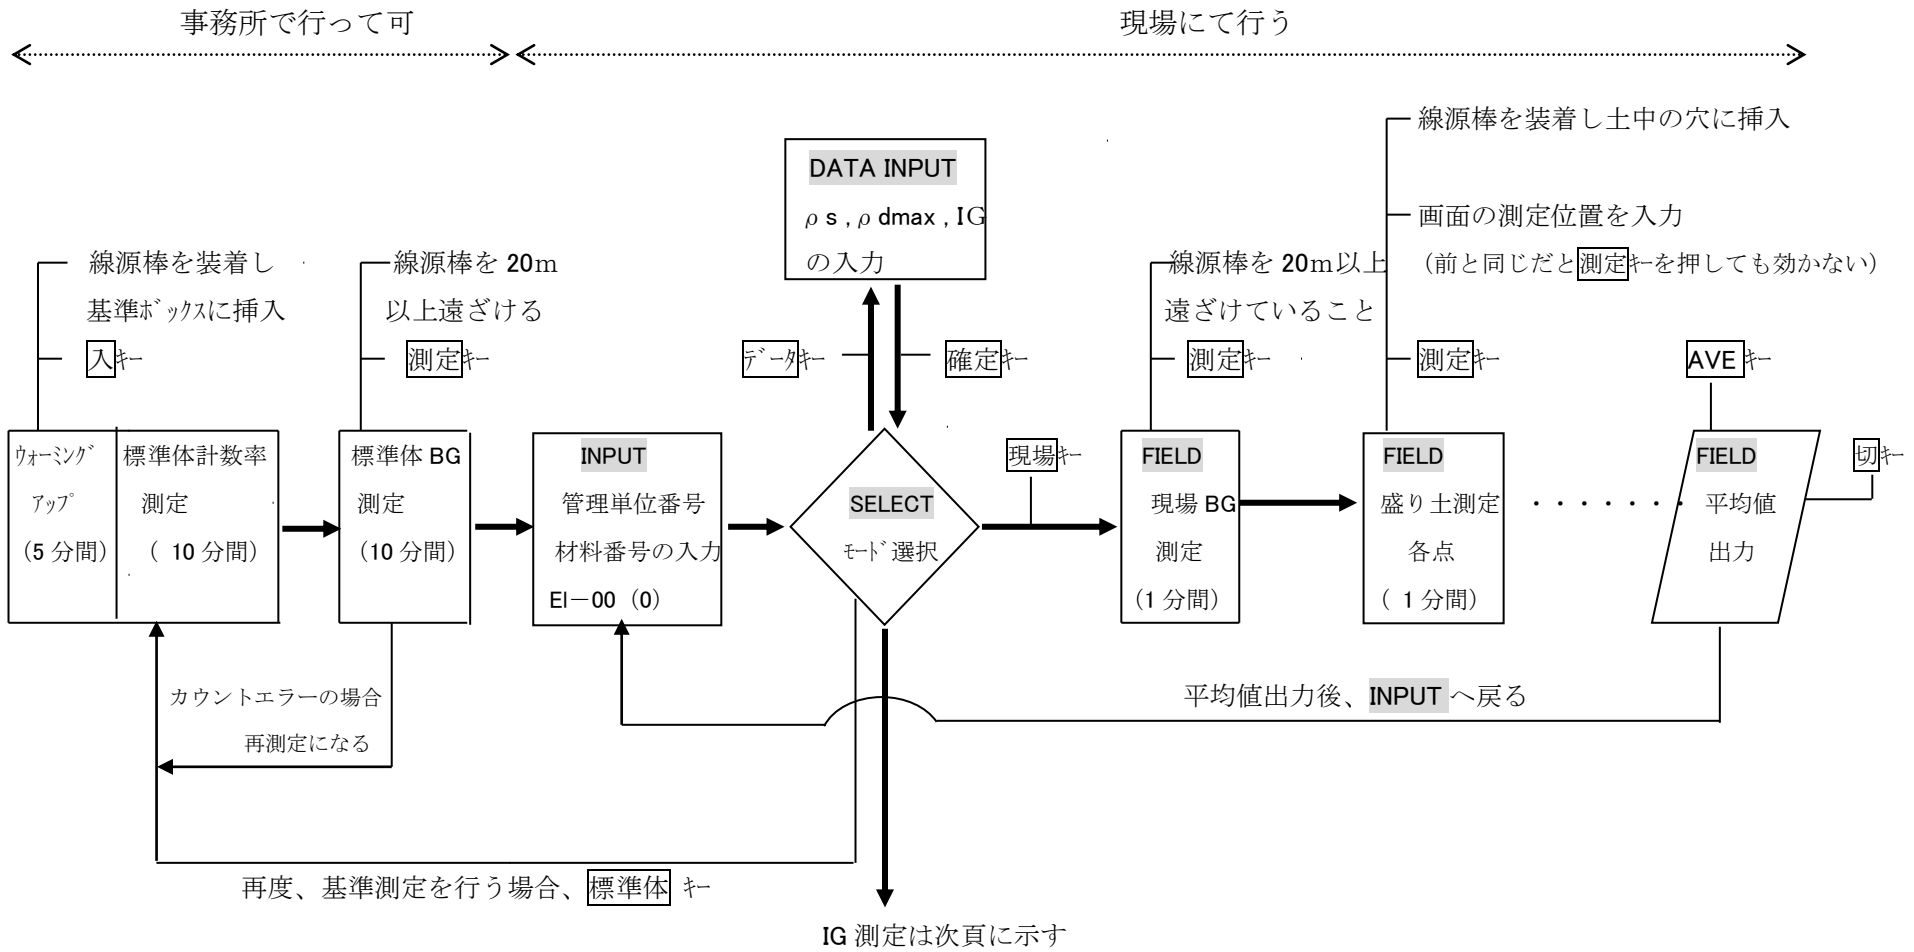 事務所で行って可
現場にて行う
線源棒を装着し土中の穴に挿入
DATA INPUT
ρs , ρdmax , IG
の入力
画面の測定位置を入力
(前と同じだと測定キーを押しても効かない)
線源棒を装着し
基準ボックスに挿入
入キー
線源棒を 20m
以上遠ざける
測定キー
データキー
確定キー
線源棒を 20m以上
遠ざけていること
測定キー
測定キー
AVE キー
ウォーミング
アップ
(5 分間)
標準体計数率
測定
( 10 分間)
標準体 BG
測定
(10 分間)
INPUT
管理単位番号
材料番号の入力
EI-00 (0)
SELECT
モード選択
現場キー
FIELD
現場 BG
測定
(1 分間)
FIELD
盛り土測定
各点
( 1 分間)
・・・・・・・
FIELD
平均値
出力
切キー
カウントエラーの場合
再測定になる
平均値出力後、INPUT へ戻る
再度、基準測定を行う場合、標準体 キー
IG 測定は次頁に示す